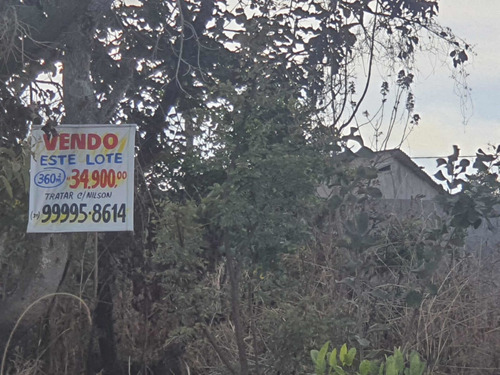 VENDO
ESTE LOTE
360m² 34.900,00
TRATAR C/NILSON
99995-8614